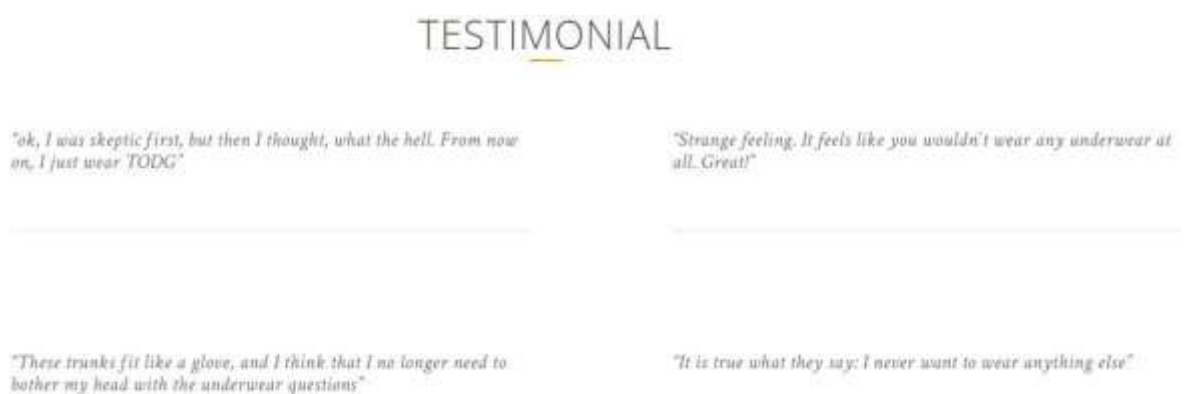 TESTIMONIAL
"ok, I was skeptic first, but then I thought, what the hell. From now
on, I just wear TODG"
"Strange feeling. It feels like you wouldn't wear any underwear at
all. Great!"
"These trunks fit like a glove, and I think that I no longer need to
bother my head with the underwear questions"
"It is true what they say: I never want to wear anything else"